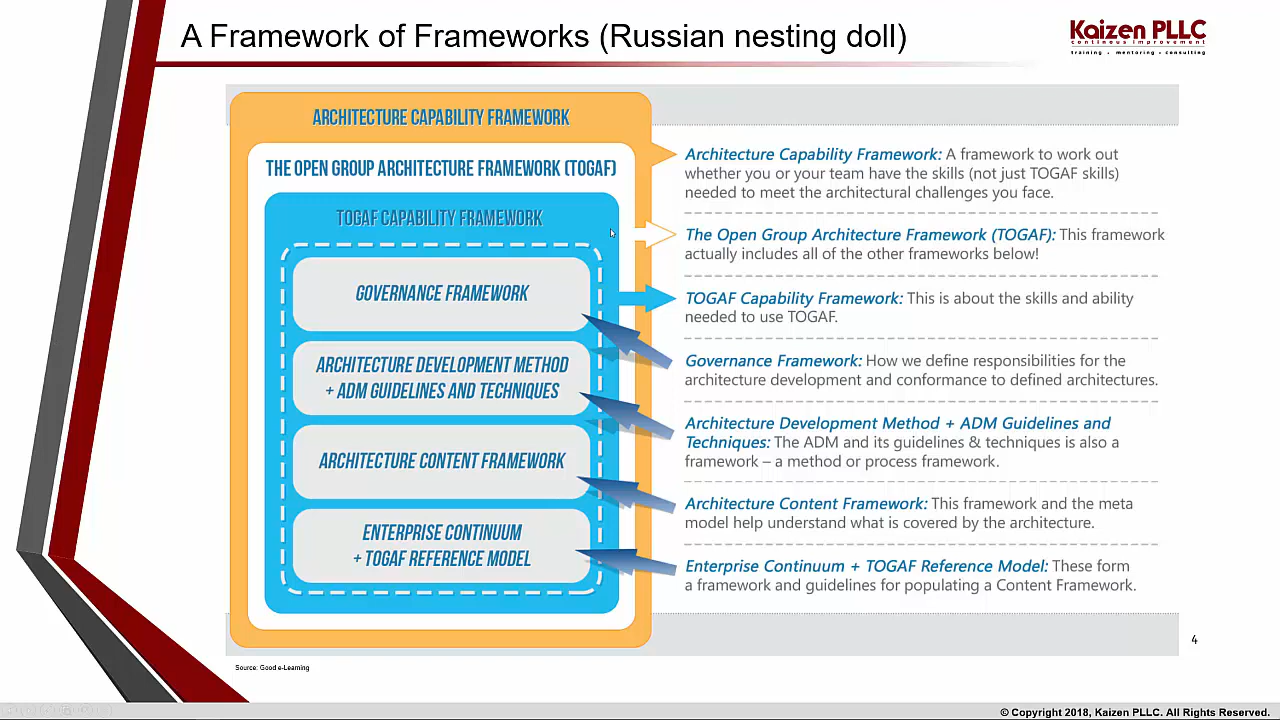 A Framework of Frameworks (Russian nesting doll)
Kaizen PLLC
continous improvement
training • mentoring • consulting
ARCHITECTURE CAPABILITY FRAMEWORK
THE OPEN GROUP ARCHITECTURE FRAMEWORK (TOGAF)
TOGAF CAPABILITY FRAMEWORK
GOVERNANCE FRAMEWORK
ARCHITECTURE DEVELOPMENT METHOD
+ ADM GUIDELINES AND TECHNIQUES
ARCHITECTURE CONTENT FRAMEWORK
ENTERPRISE CONTINUUM
+ TOGAF REFERENCE MODEL
Architecture Capability Framework: A framework to work out
whether you or your team have the skills (not just TOGAF skills)
needed to meet the architectural challenges you face.
The Open Group Architecture Framework (TOGAF): This framework
actually includes all of the other frameworks below!
TOGAF Capability Framework: This is about the skills and ability
needed to use TOGAF.
Governance Framework: How we define responsibilities for the
architecture development and conformance to defined architectures.
Architecture Development Method + ADM Guidelines and
Techniques: The ADM and its guidelines & techniques is also a
framework – a method or process framework.
Architecture Content Framework: This framework and the meta
model help understand what is covered by the architecture.
Enterprise Continuum + TOGAF Reference Model: These form
a framework and guidelines for populating a Content Framework.
4
Source: Good e-Learning
© Copyright 2018, Kaizen PLLC. All Rights Reserved.